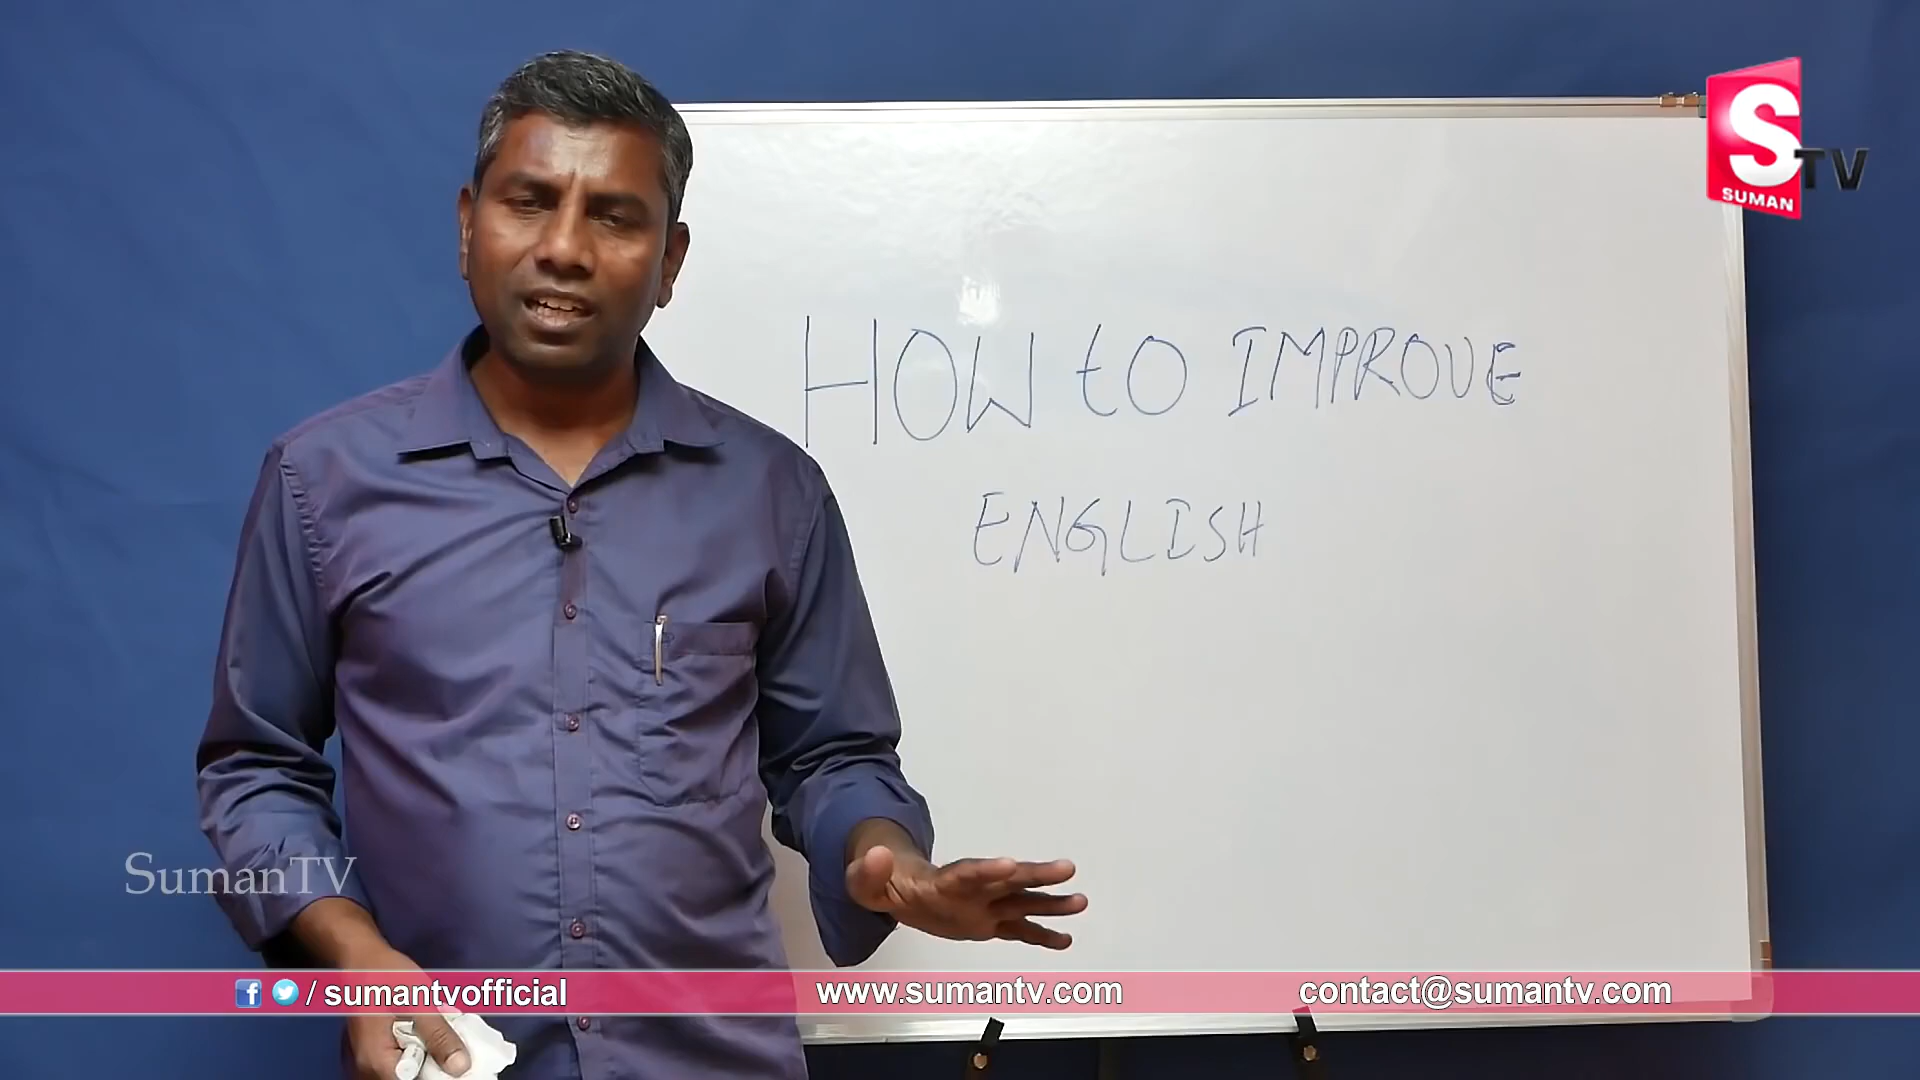 S TV
SUMAN
HOW to IMPROVE
ENGLISH
SumanTV
/ sumantvofficial
www.sumantv.com
contact@sumantv.com